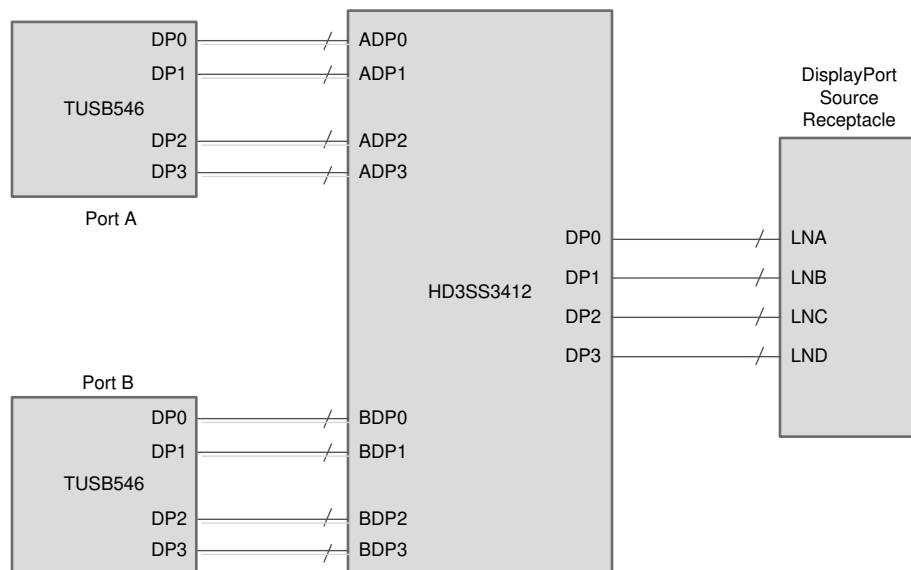 DP0
DP1
TUSB546
DP2
DP3
Port A
ADP0
ADP1
ADP2
ADP3
DP0
DP1
HD3SS3412
DP2
DP3
DisplayPort
Source
Receptacle
LNA
LNB
LNC
LND
Port B
DP0
DP1
TUSB546
DP2
DP3
BDP0
BDP1
BDP2
BDP3